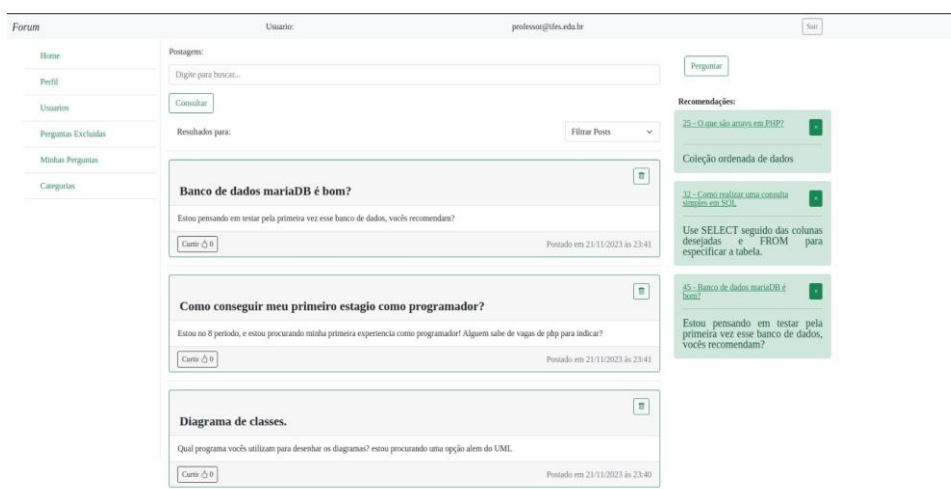 Forum
Usuario:
professor@ifes.edu.br
Sair
Home
Perfil
Usuarios
Perguntas Excluidas
Minhas Perguntas
Categorias
Postagens:
Digite para buscar...
Consultar
Resultados para:
Filtrar Posts
Banco de dados mariaDB é bom?
Estou pensando em testar pela primeira vez esse banco de dados, vocês recomendam?
Curtir 0
Postado em 21/11/2023 às 23:41
Como conseguir meu primeiro estagio como programador?
Estou no 8 periodo, e estou procurando minha primeira experiencia como programador! Alguem sabe de vagas de php para indicar?
Curtir 0
Postado em 21/11/2023 às 23:41
Diagrama de classes.
Qual programa vocês utilizam para desenhar os diagramas? estou procurando uma opção alem do UML
Curtir 0
Postado em 21/11/2023 às 23:40
Perguntar
Recomendações:
25 - O que são arrays em PHP?
Coleção ordenada de dados
32 - Como realizar uma consulta
simples em SQL
Use SELECT seguido das colunas
desejadas e FROM para
especificar a tabela.
45 - Banco de dados mariaDB é
bom?
Estou pensando em testar pela
primeira vez esse banco de dados,
vocês recomendam?